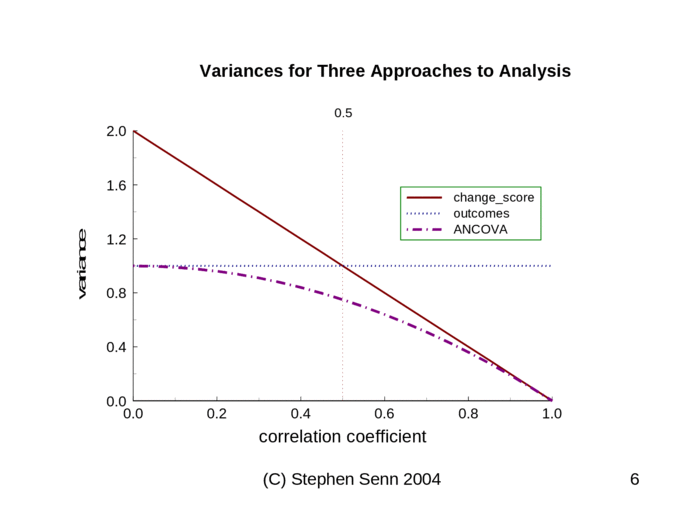 Variances for Three Approaches to Analysis
0.5
2.0
1.6
1.2
0.8
0.4
0.0
variance
change_score
outcomes
ANCOVA
0.0 0.2 0.4 0.6 0.8 1.0
correlation coefficient
(C) Stephen Senn 2004 6